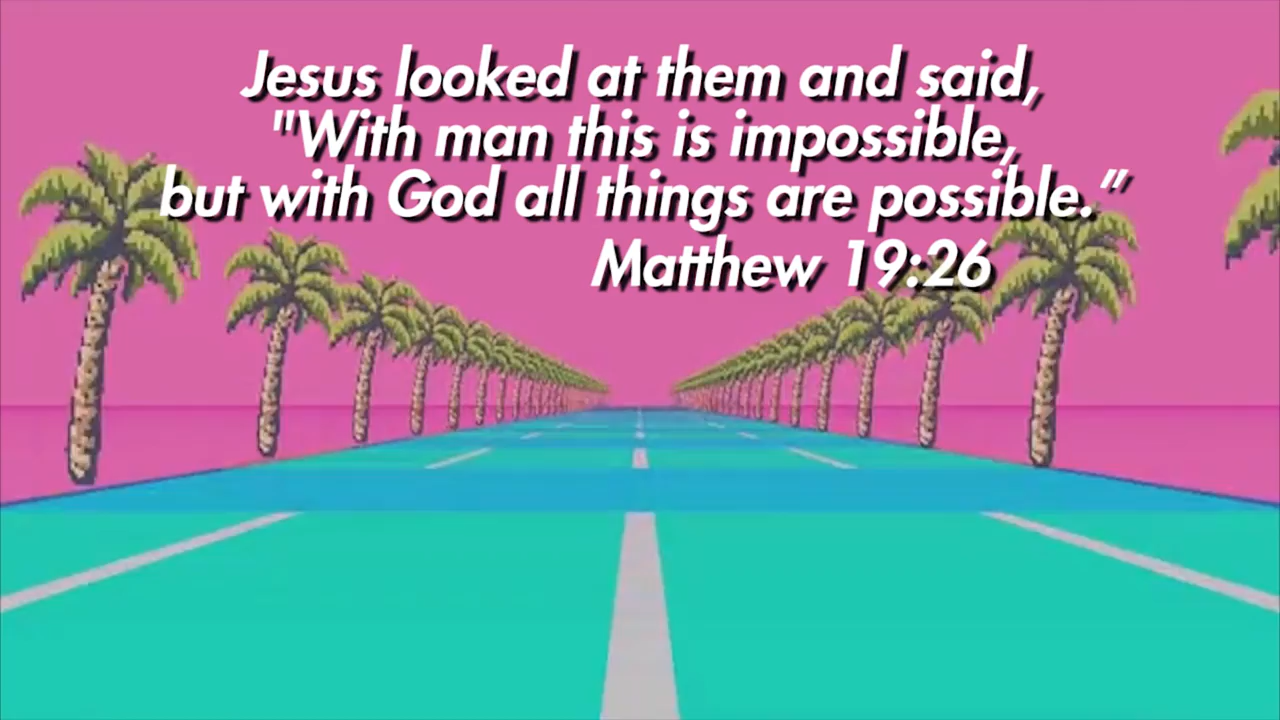 Jesus looked at them and said,
"With man this is impossible,
but with God all things are possible.”
Matthew 19:26